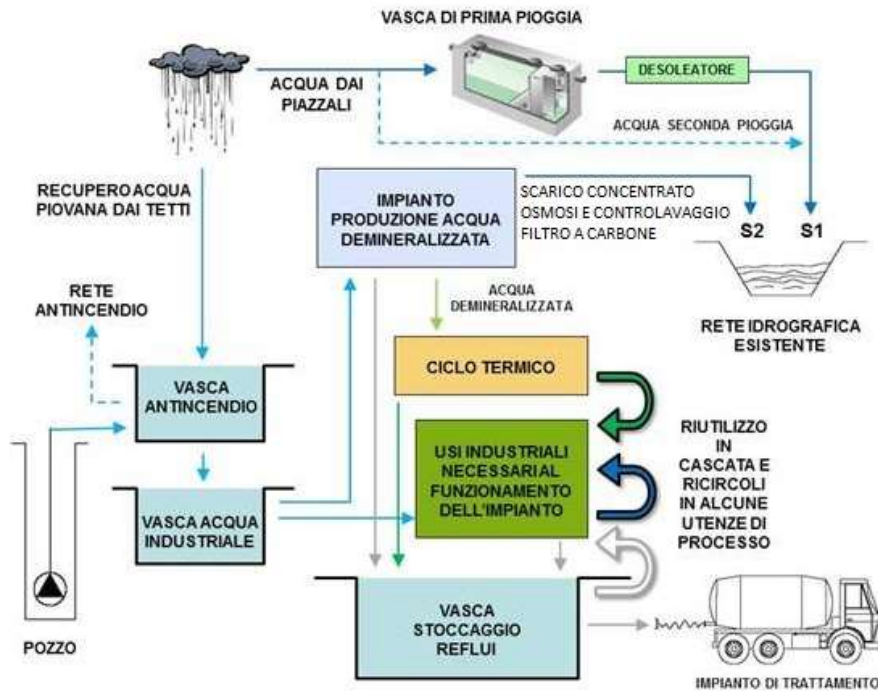 VASCA DI PRIMA PIOGGIA
DESOLEATORE
ACQUA DAI
PIAZZALI
ACQUA SECONDA PIOGGIA
RECUPERO ACQUA
PIOVANA DAI TETTI
IMPIANTO
PRODUZIONE ACQUA
DEMINERALIZZATA
SCARICO CONCENTRATO
OSMOSI E CONTROLAVAGGIO
FILTRO A CARBONE
S2
S1
RETE
ANTINCENDIO
ACQUA
DEMINERALIZZATA
RETE IDROGRAFICA
ESISTENTE
VASCA
ANTINCENDIO
CICLO TERMICO
USI INDUSTRIALI
NECESSARI AL
FUNZIONAMENTO
DELL'IMPIANTO
RIUTILIZZO
IN
CASCATA E
RICIRCOLI
IN ALCUNE
UTENZE DI
PROCESSO
VASCA ACQUA
INDUSTRIALE
VASCA
STOCCAGGIO
REFLUI
POZZO
IMPIANTO DI TRATTAMENTO